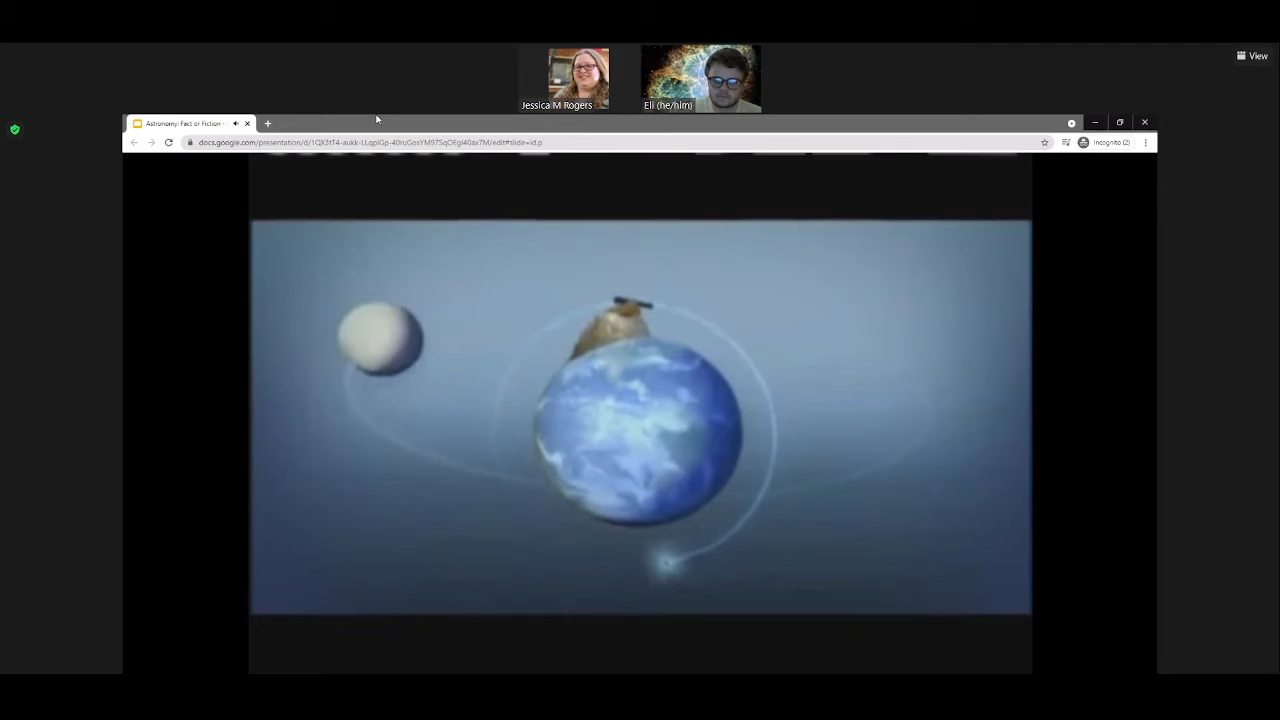 View
Jessica M Rogers
Eli (he/him)
Astronomy: Fact or Fiction -
Incognito (2)